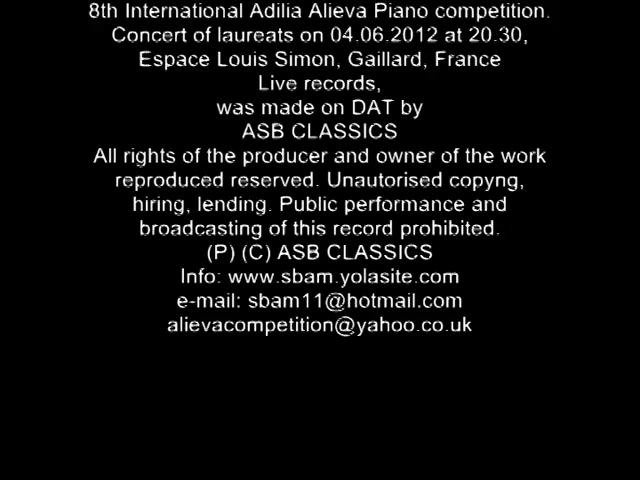 8th International Adilia Alieva Piano competition.
Concert of laureats on 04.06.2012 at 20.30,
Espace Louis Simon, Gaillard, France
Live records,
was made on DAT by
ASB CLASSICS
All rights of the producer and owner of the work
reproduced reserved. Unautorised copyng,
hiring, lending. Public performance and
broadcasting of this record prohibited.
(P) (C) ASB CLASSICS
Info: www.sbam.yolasite.com
e-mail: sbam11@hotmail.com
alievacompetition@yahoo.co.uk